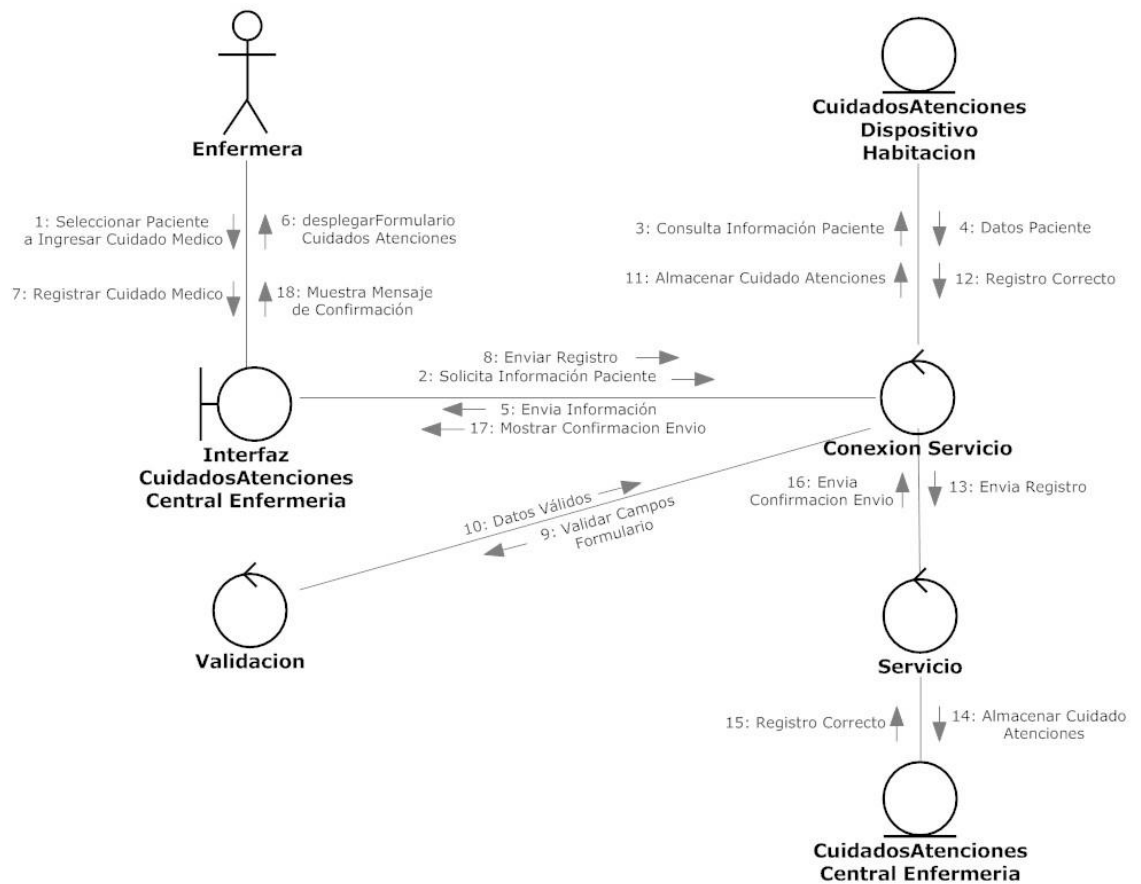 Enfermera
CuidadosAtenciones
Dispositivo
Habitacion
1: Seleccionar Paciente
a Ingresar Cuidado Medico
6: desplegarFormulario
Cuidados Atenciones
3: Consulta Información Paciente
4: Datos Paciente
11: Almacenar Cuidado Atenciones
12: Registro Correcto
7: Registrar Cuidado Medico
18: Muestra Mensaje
de Confirmación
8: Enviar Registro
2: Solicita Información Paciente
5: Envia Información
17: Mostrar Confirmacion Envio
Interfaz
CuidadosAtenciones
Central Enfermeria
Conexion Servicio
16: Envia
Confirmacion Envio
13: Envia Registro
10: Datos Válidos
9: Validar Campos
Formulario
Validacion
Servicio
15: Registro Correcto
14: Almacenar Cuidado
Atenciones
CuidadosAtenciones
Central Enfermeria